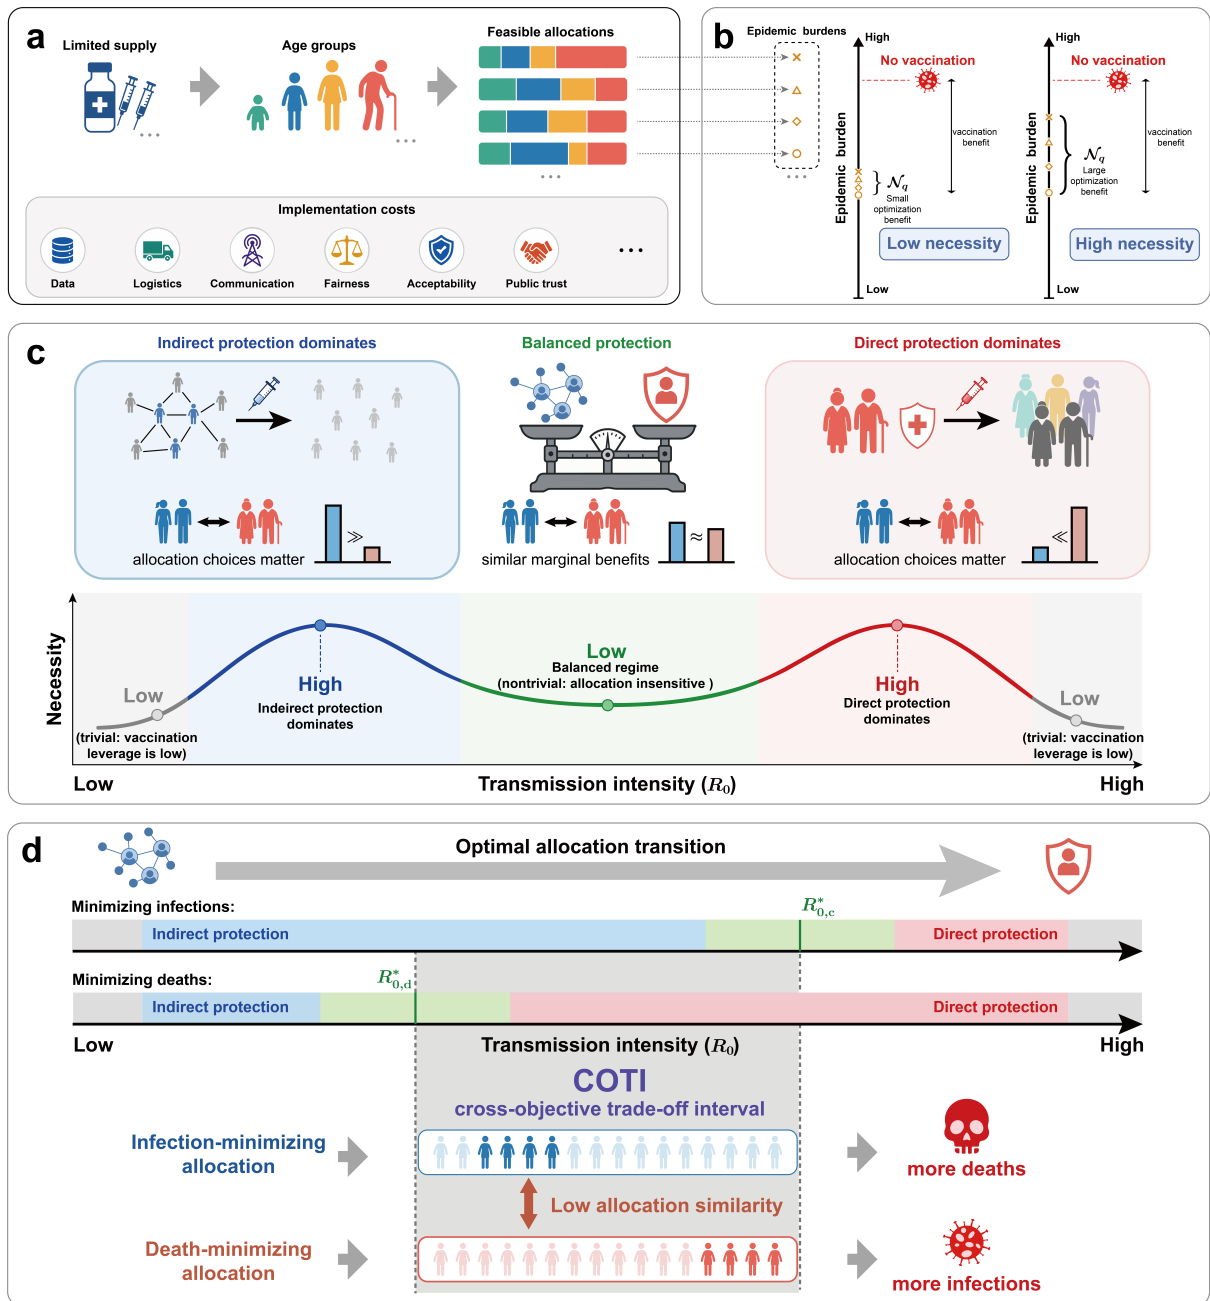 a
Limited supply
Age groups
Feasible allocations
Implementation costs
Data
Logistics
Communication
Fairness
Acceptability
Public trust
Epidemic burdens
b
High
No vaccination
vaccination
benefit
Epidemic burden
𝒩q
Small
optimization
benefit
Low necessity
Low
High
No vaccination
vaccination
benefit
Epidemic burden
𝒩q
Large
optimization
benefit
High necessity
Low
c
Indirect protection dominates
Balanced protection
Direct protection dominates
≫
allocation choices matter
≈
similar marginal benefits
≪
allocation choices matter
Necessity
Low
(trivial: vaccination
leverage is low)
High
Indeirect protection
dominates
Low
Balanced regime
(nontrivial: allocation insensitive )
High
Direct protection
dominates
Low
(trivial: vaccination
leverage is low)
Low
Transmission intensity (R0)
High
d
Optimal allocation transition
Minimizing infections:
R*0,c
Indirect protection
Direct protection
Minimizing deaths:
R*0,d
Indirect protection
Direct protection
Low
Transmission intensity (R0)
High
COTI
cross-objective trade-off interval
Infection-minimizing
allocation
more deaths
Low allocation similarity
Death-minimizing
allocation
more infections